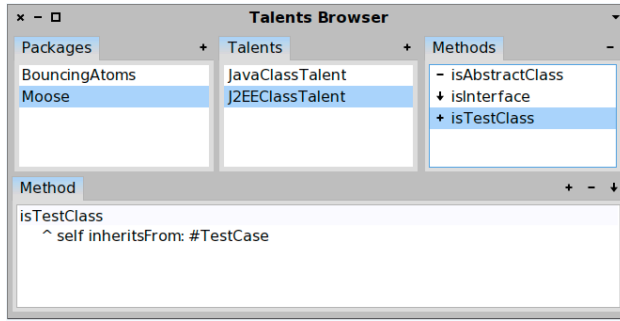 Talents Browser
Packages +
Talents +
Methods -
BouncingAtoms
Moose
JavaClassTalent
J2EEClassTalent
- isAbstractClass
↓ isInterface
+ isTestClass
Method + - ↓
isTestClass
^ self inheritsFrom: #TestCase